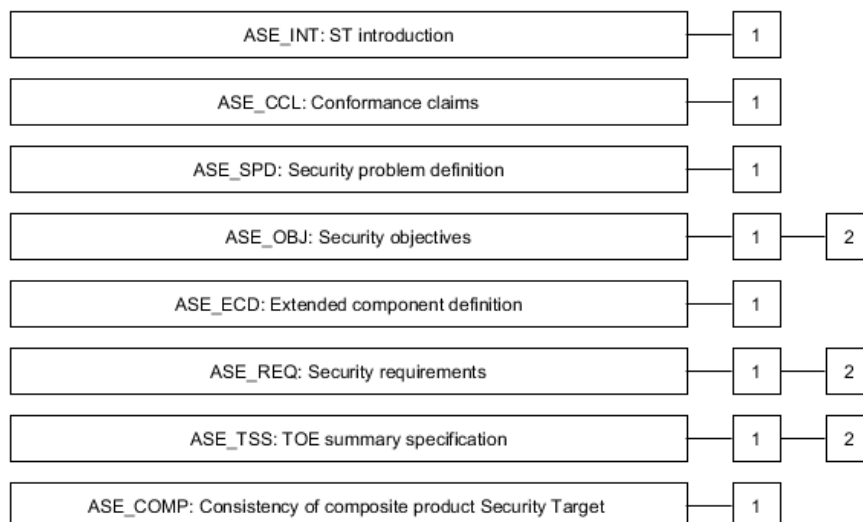 ASE_INT: ST introduction 1
ASE_CCL: Conformance claims 1
ASE_SPD: Security problem definition 1
ASE_OBJ: Security objectives 1 2
ASE_ECD: Extended component definition 1
ASE_REQ: Security requirements 1 2
ASE_TSS: TOE summary specification 1 2
ASE_COMP: Consistency of composite product Security Target 1